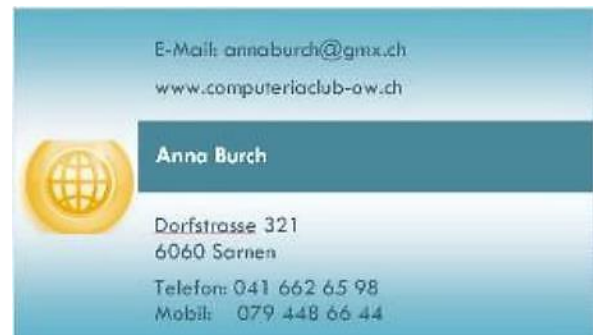 E-Mail: annaburch@gmx.ch
www.computeriaclub-ow.ch
Anna Burch
Dorfstrasse 321
6060 Sarnen
Telefon: 041 662 65 98
Mobil: 079 448 66 44